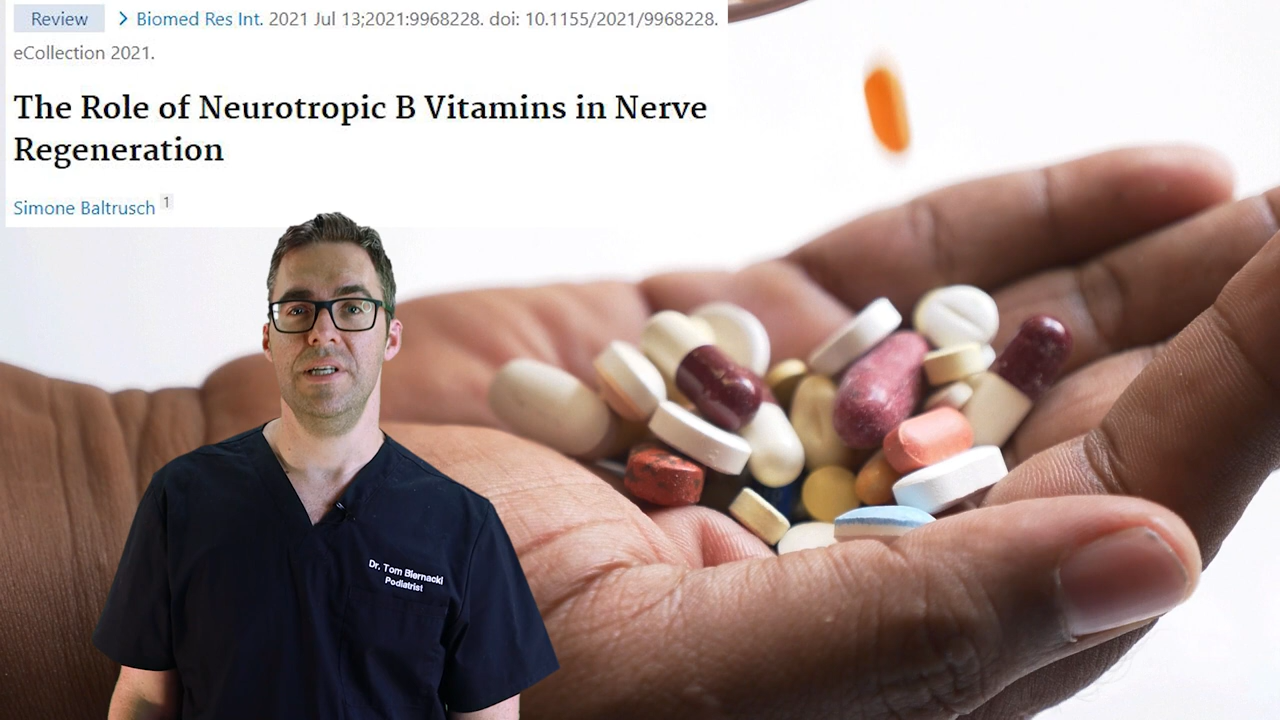 Review > Biomed Res Int. 2021 Jul 13;2021:9968228. doi: 10.1155/2021/9968228.
eCollection 2021.
The Role of Neurotropic B Vitamins in Nerve
Regeneration
Simone Baltrusch 1
Dr. Tom Biernacki
Podiatrist